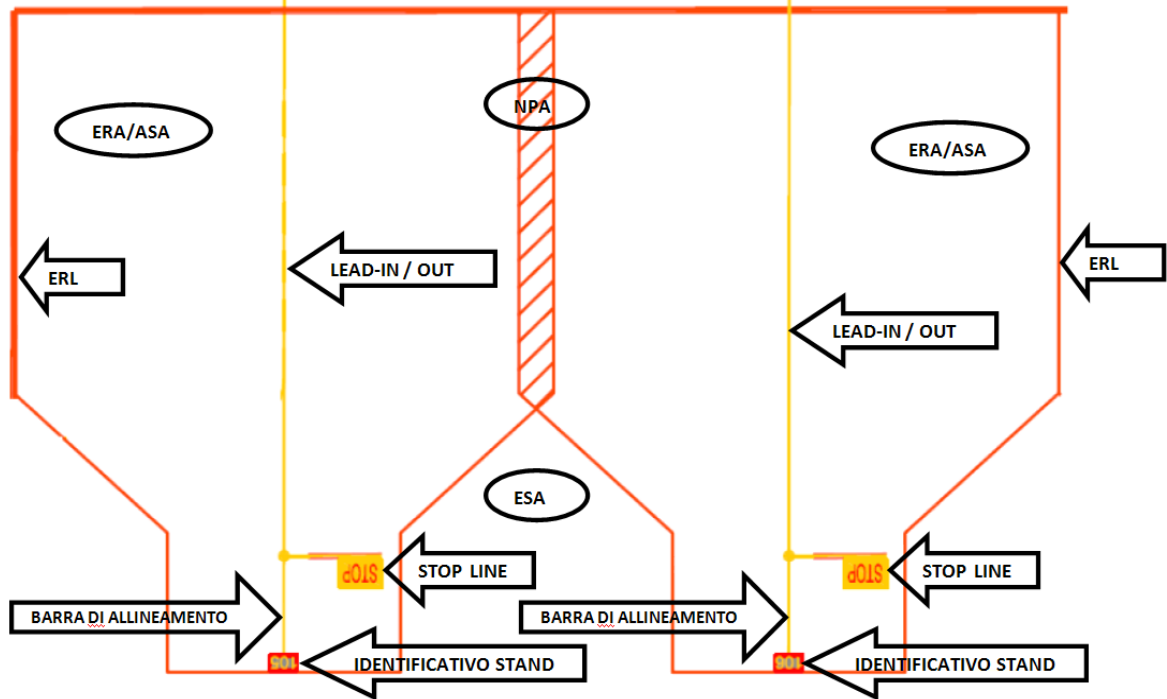 NPA
ERA/ASA
ERA/ASA
ERL
LEAD-IN / OUT
ERL
LEAD-IN / OUT
ESA
STOP
STOP LINE
STOP
STOP LINE
BARRA DI ALLINEAMENTO
BARRA DI ALLINEAMENTO
105
IDENTIFICATIVO STAND
106
IDENTIFICATIVO STAND